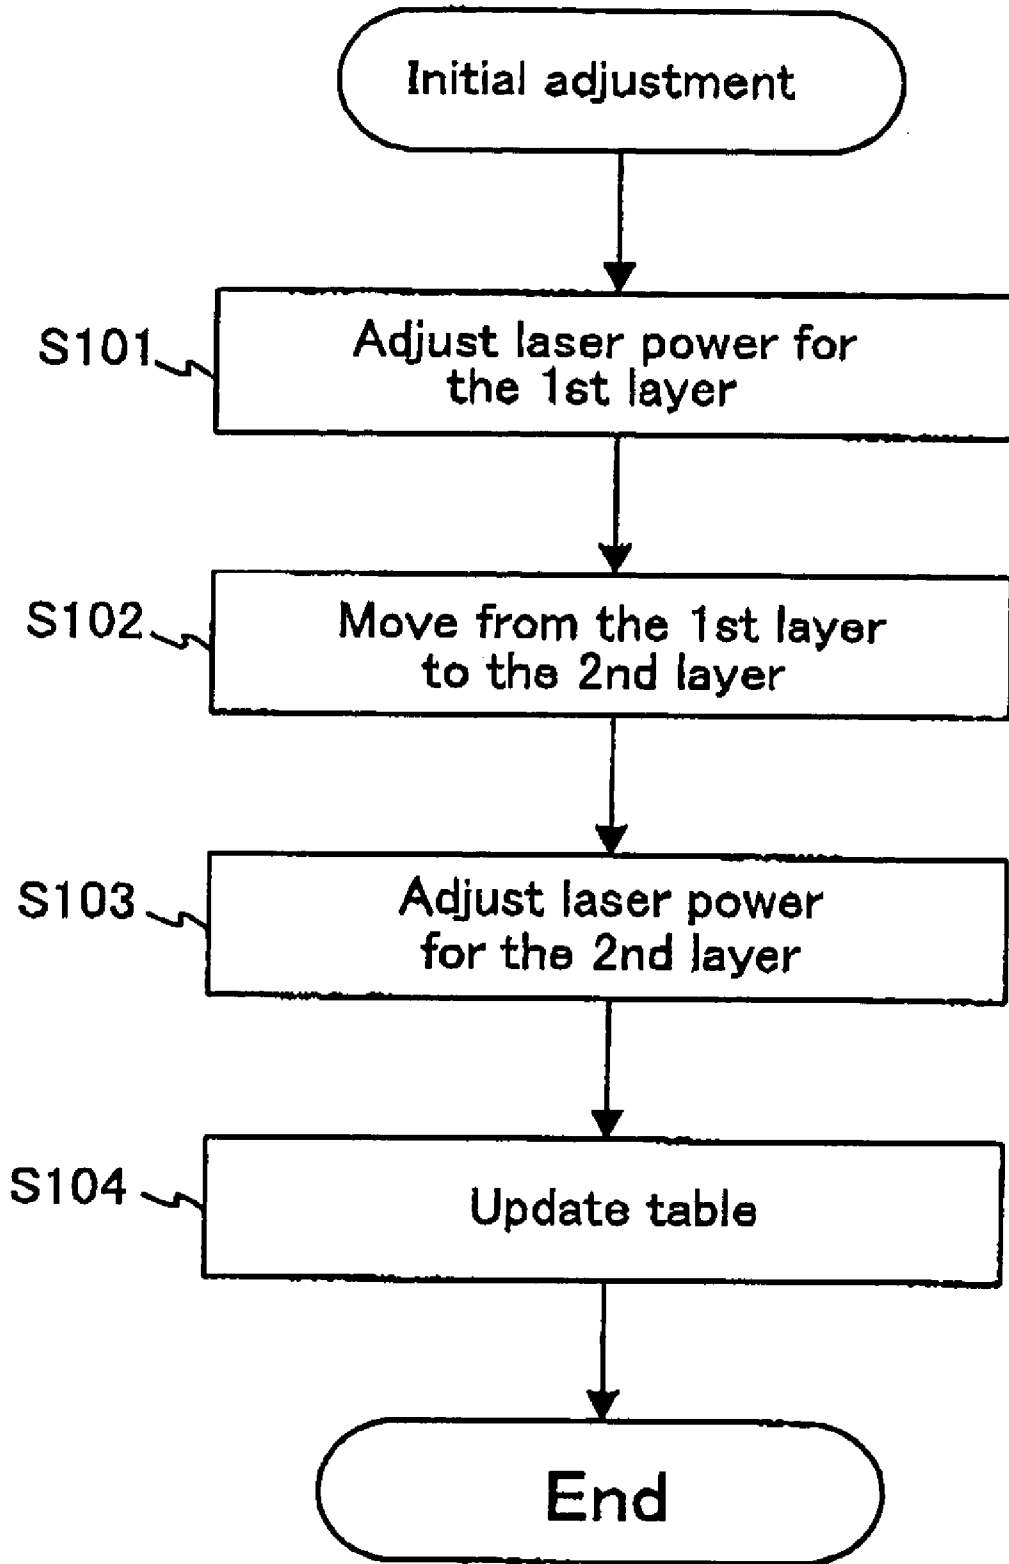 Initial adjustment
S101
Adjust laser power for
the 1st layer
S102
Move from the 1st layer
to the 2nd layer
S103
Adjust laser power
for the 2nd layer
S104
Update table
End